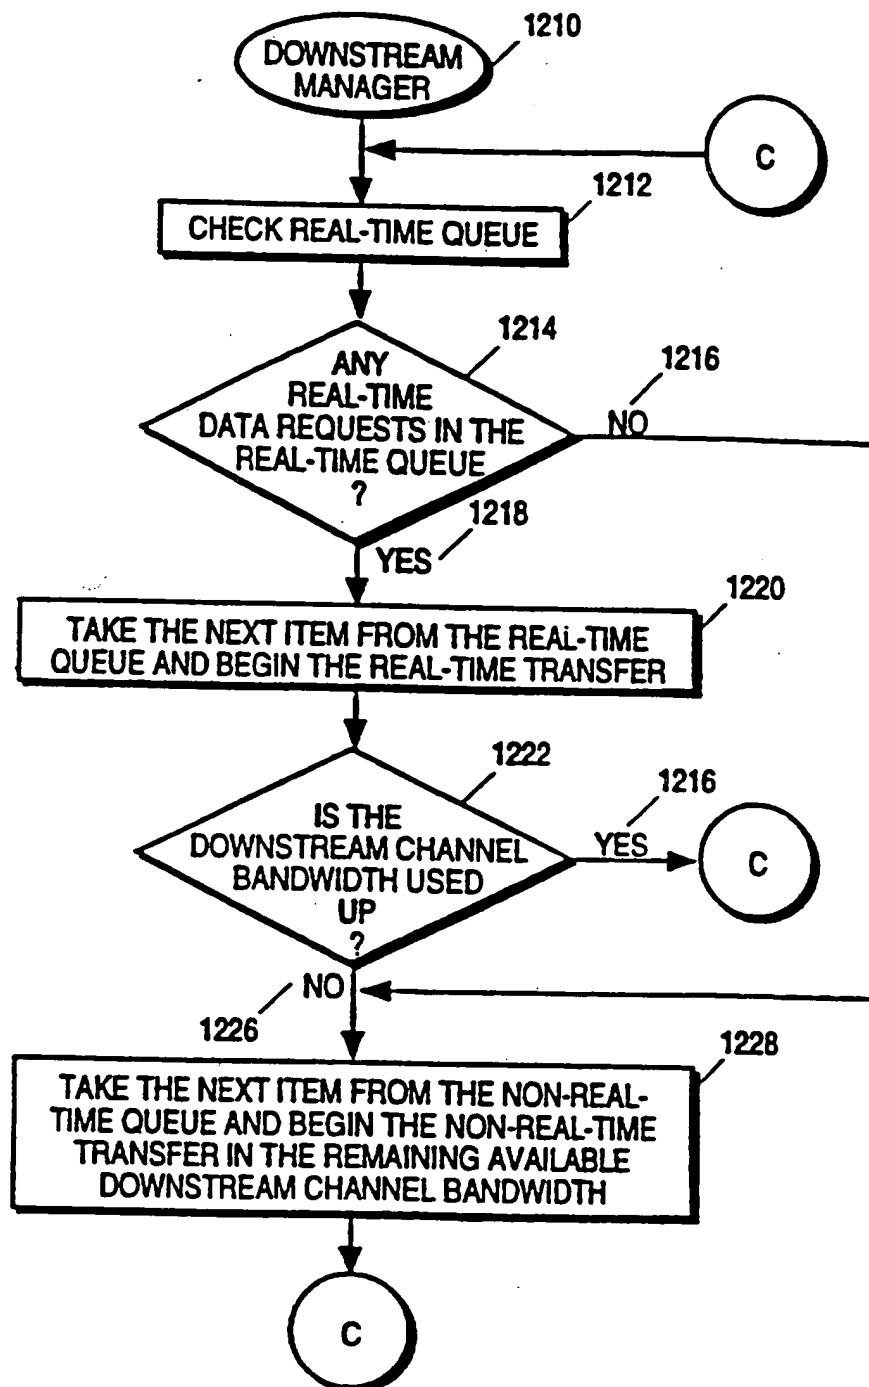 1210
DOWNSTREAM
MANAGER
C
1212
CHECK REAL-TIME QUEUE
1214
ANY
REAL-TIME
DATA REQUESTS IN THE
REAL-TIME QUEUE
?
1216
NO
1218
YES
1220
TAKE THE NEXT ITEM FROM THE REAL-TIME
QUEUE AND BEGIN THE REAL-TIME TRANSFER
1222
IS THE
DOWNSTREAM CHANNEL
BANDWIDTH USED
UP
?
1216
YES
C
NO
1226
1228
TAKE THE NEXT ITEM FROM THE NON-REAL-
TIME QUEUE AND BEGIN THE NON-REAL-TIME
TRANSFER IN THE REMAINING AVAILABLE
DOWNSTREAM CHANNEL BANDWIDTH
C